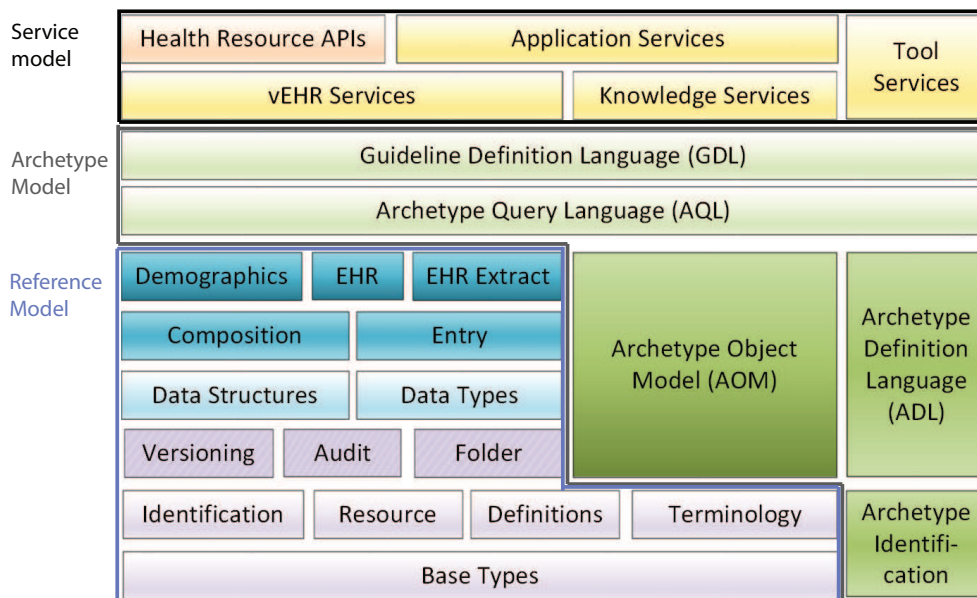 Service
model
Health Resource APIs
Application Services
Tool
Services
vEHR Services
Knowledge Services
Archetype
Model
Guideline Definition Language (GDL)
Archetype Query Language (AQL)
Reference
Model
Demographics
EHR
EHR Extract
Composition
Entry
Data Structures
Data Types
Versioning
Audit
Folder
Archetype Object
Model (AOM)
Archetype
Definition
Language
(ADL)
Identification
Resource
Definitions
Terminology
Base Types
Archetype
Identifi-
cation